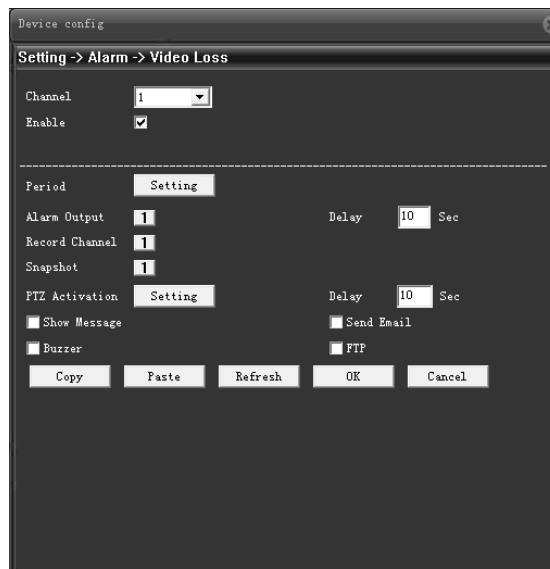 Device config
Setting -> Alarm -> Video Loss
Channel 1
Enable
Period Setting
Alarm Output 1 Delay 10 Sec
Record Channel 1
Snapshot 1
PTZ Activation Setting Delay 10 Sec
Show Message Send Email
Buzzer FTP
Copy Paste Refresh OK Cancel